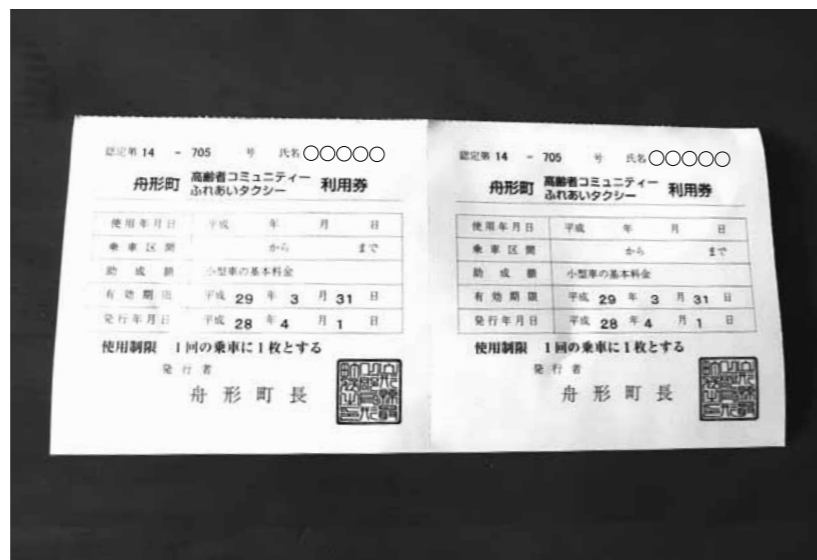 認定第 14 - 705 号 氏名 ○○○○○
舟形町 高齢者コミュニティー ふれあいタクシー 利用券
使用年月日 平成 年 月 日
乗車区間 から まで
助成額 小型車の基本料金
有効期限 平成 29 年 3 月 31 日
発行年月日 平成 28 年 4 月 1 日
使用制限 1回の乗車に1枚とする
発行者
舟形町長
認定第 14 - 705 号 氏名 ○○○○○
舟形町 高齢者コミュニティー ふれあいタクシー 利用券
使用年月日 平成 年 月 日
乗車区間 から まで
助成額 小型車の基本料金
有効期限 平成 29 年 3 月 31 日
発行年月日 平成 28 年 4 月 1 日
使用制限 1回の乗車に1枚とする
発行者
舟形町長